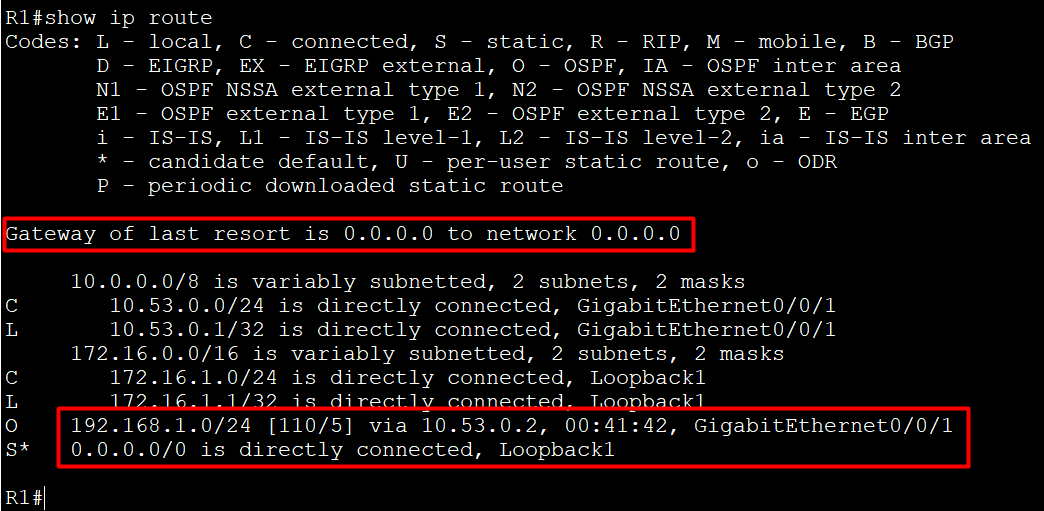 R1#show ip route
Codes: L - local, C - connected, S - static, R - RIP, M - mobile, B - BGP
       D - EIGRP, EX - EIGRP external, O - OSPF, IA - OSPF inter area
       N1 - OSPF NSSA external type 1, N2 - OSPF NSSA external type 2
       E1 - OSPF external type 1, E2 - OSPF external type 2, E - EGP
       i - IS-IS, L1 - IS-IS level-1, L2 - IS-IS level-2, ia - IS-IS inter area
       * - candidate default, U - per-user static route, o - ODR
       P - periodic downloaded static route
Gateway of last resort is 0.0.0.0 to network 0.0.0.0
     10.0.0.0/8 is variably subnetted, 2 subnets, 2 masks
C       10.53.0.0/24 is directly connected, GigabitEthernet0/0/1
L       10.53.0.1/32 is directly connected, GigabitEthernet0/0/1
     172.16.0.0/16 is variably subnetted, 2 subnets, 2 masks
C       172.16.1.0/24 is directly connected, Loopback1
L       172.16.1.1/32 is directly connected, Loopback1
O    192.168.1.0/24 [110/5] via 10.53.0.2, 00:41:42, GigabitEthernet0/0/1
S*   0.0.0.0/0 is directly connected, Loopback1
R1#